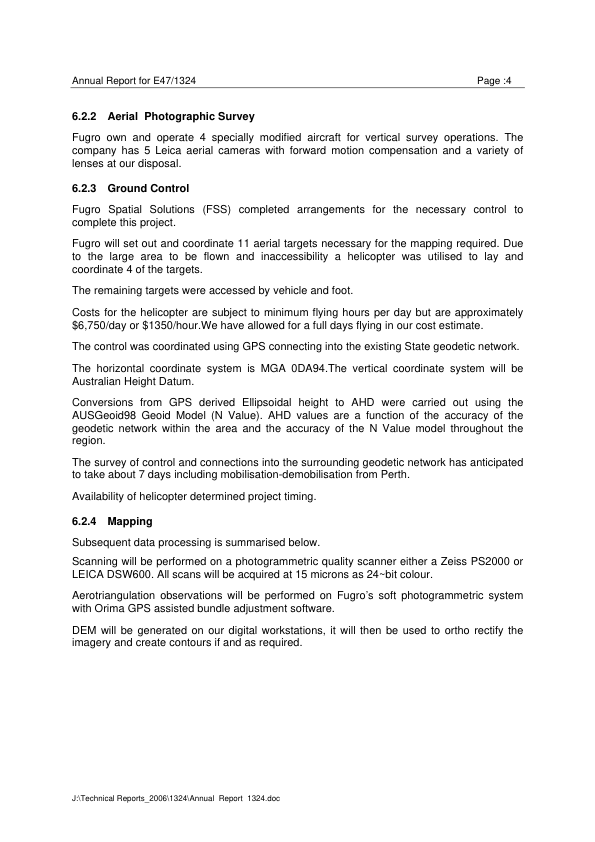 Annual Report for E47/1324 Page :4
6.2.2 Aerial Photographic Survey
Fugro own and operate 4 specially modified aircraft for vertical survey operations. The
company has 5 Leica aerial cameras with forward motion compensation and a variety of
lenses at our disposal.
6.2.3 Ground Control
Fugro Spatial Solutions (FSS) completed arrangements for the necessary control to
complete this project.
Fugro will set out and coordinate 11 aerial targets necessary for the mapping required. Due
to the large area to be flown and inaccessibility a helicopter was utilised to lay and
coordinate 4 of the targets.
The remaining targets were accessed by vehicle and foot.
Costs for the helicopter are subject to minimum flying hours per day but are approximately
$6,750/day or $1350/hour.We have allowed for a full days flying in our cost estimate.
The control was coordinated using GPS connecting into the existing State geodetic network.
The horizontal coordinate system is MGA 0DA94.The vertical coordinate system will be
Australian Height Datum.
Conversions from GPS derived Ellipsoidal height to AHD were carried out using the
AUSGeoid98 Geoid Model (N Value). AHD values are a function of the accuracy of the
geodetic network within the area and the accuracy of the N Value model throughout the
region.
The survey of control and connections into the surrounding geodetic network has anticipated
to take about 7 days including mobilisation-demobilisation from Perth.
Availability of helicopter determined project timing.
6.2.4 Mapping
Subsequent data processing is summarised below.
Scanning will be performed on a photogrammetric quality scanner either a Zeiss PS2000 or
LEICA DSW600. All scans will be acquired at 15 microns as 24~bit colour.
Aerotriangulation observations will be performed on Fugro's soft photogrammetric system
with Orima GPS assisted bundle adjustment software.
DEM will be generated on our digital workstations, it will then be used to ortho rectify the
imagery and create contours if and as required.
J:\Technical Reports_2006\1324\Annual Report 1324.doc